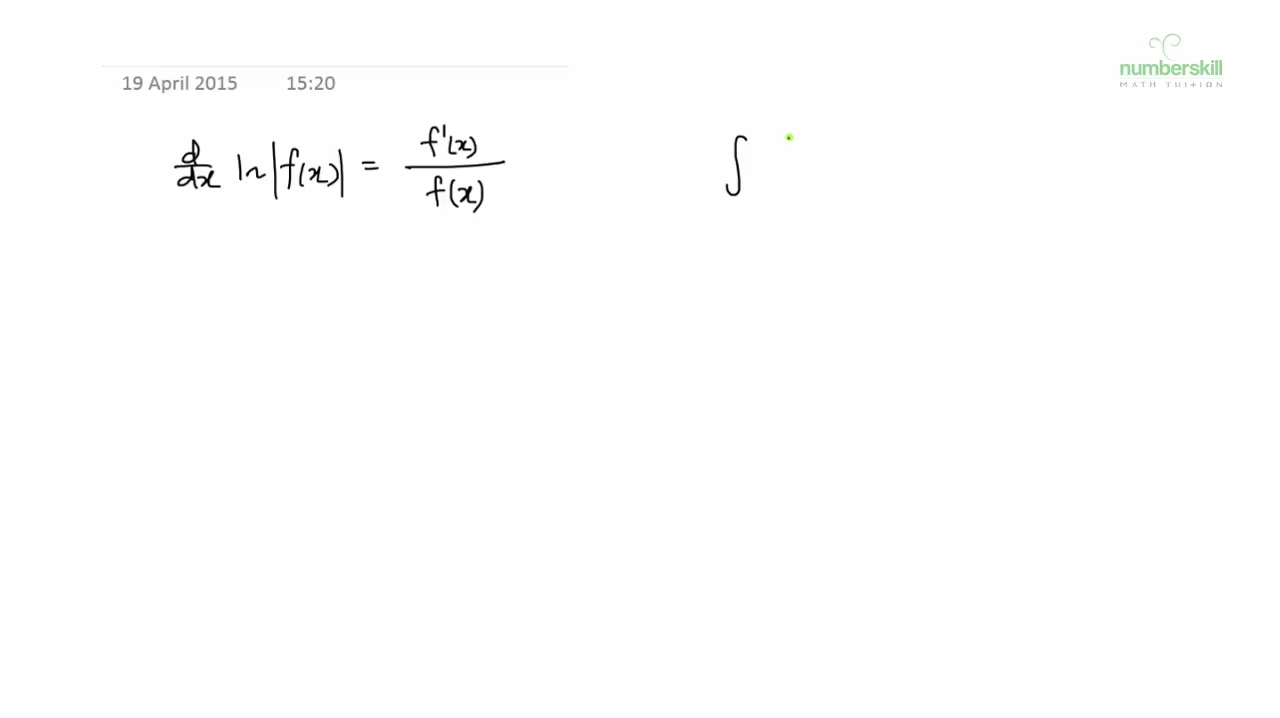 numberskill
MATH TUITION
19 April 2015 15:20
d/dx ln|f(x)| = f'(x)/f(x) ∫